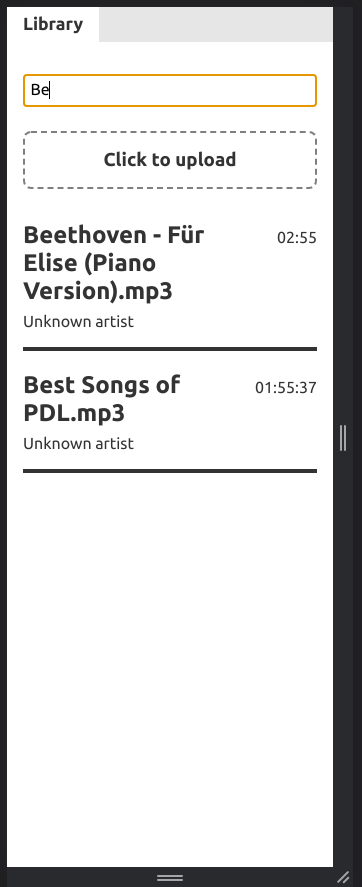 Library
Be
Click to upload
Beethoven - Für
Elise (Piano
Version).mp3
02:55
Unknown artist
Best Songs of
PDL.mp3
01:55:37
Unknown artist